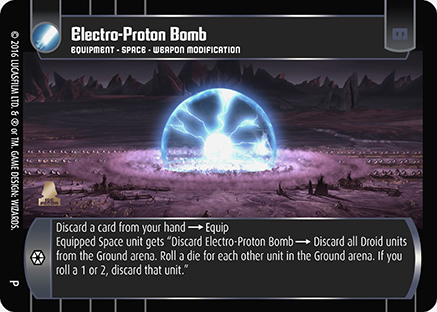 Electro-Proton Bomb
EQUIPMENT - SPACE - WEAPON MODIFICATION
Discard a card from your hand → Equip
Equipped Space unit gets "Discard Electro-Proton Bomb → Discard all Droid units
from the Ground arena. Roll a die for each other unit in the Ground arena. If you
roll a 1 or 2, discard that unit."
© 2016 LUCASFILM LTD. & ® or TM. GAME DESIGN: WIZARDS.
P